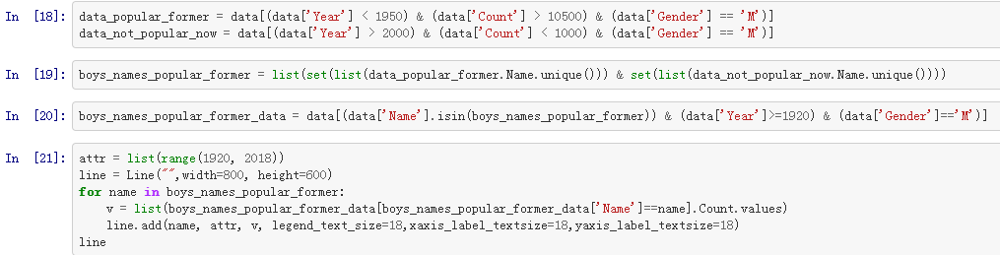 In [18]: data_popular_former = data[(data['Year'] < 1950) & (data['Count'] > 10500) & (data['Gender'] == 'M')]
data_not_popular_now = data[(data['Year'] > 2000) & (data['Count'] < 1000) & (data['Gender'] == 'M')]
In [19]: boys_names_popular_former = list(set(list(data_popular_former.Name.unique())) & set(list(data_not_popular_now.Name.unique())))
In [20]: boys_names_popular_former_data = data[(data['Name'].isin(boys_names_popular_former)) & (data['Year']>=1920) & (data['Gender']=='M')]
In [21]: attr = list(range(1920, 2018))
line = Line("",width=800, height=600)
for name in boys_names_popular_former:
    v = list(boys_names_popular_former_data[boys_names_popular_former_data['Name']==name].Count.values)
    line.add(name, attr, v, legend_text_size=18,xaxis_label_textsize=18,yaxis_label_textsize=18)
line